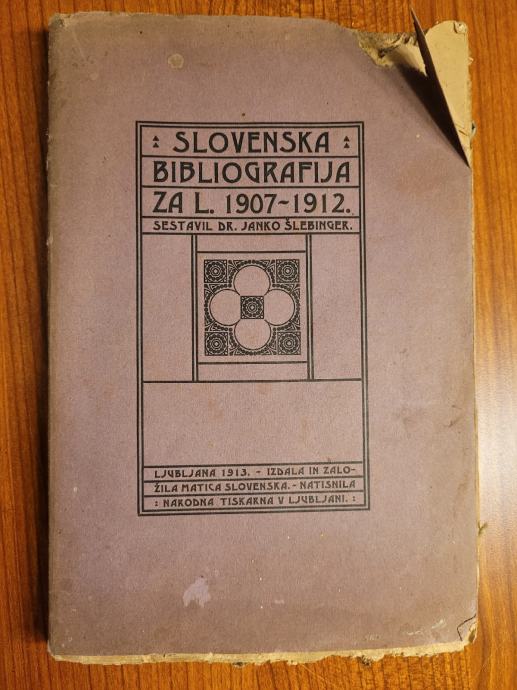 SLOVENSKA
BIBLIOGRAFIJA
ZA L. 1907-1912.
SESTAVIL DR. JANKO ŠLEBINGER.
LJUBLJANA 1913. - IZDALA IN ZALO-
ŽILA MATICA SLOVENSKA. - NATISNILA
: NARODNA TISKARNA V LJUBLJANI. :